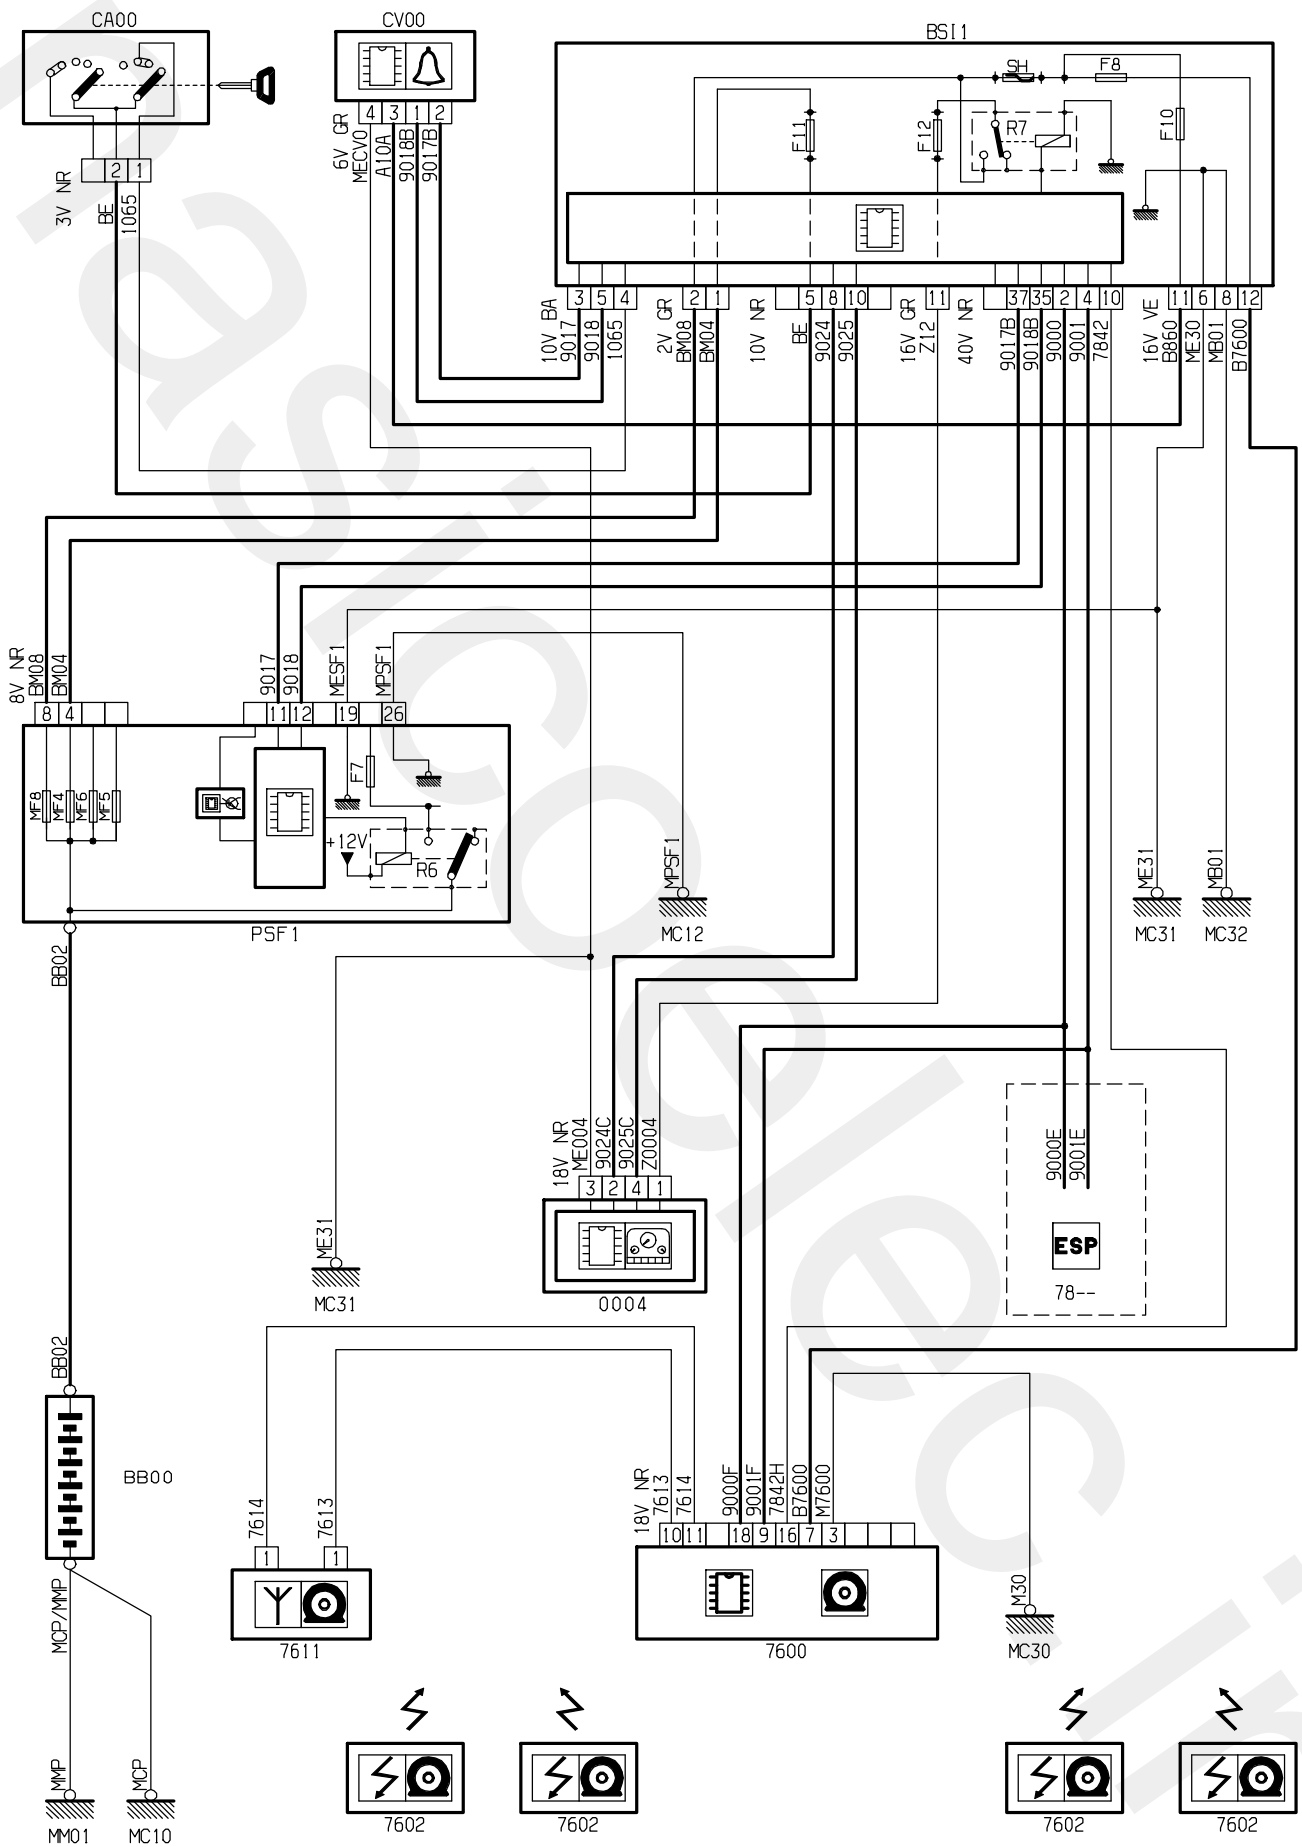 CA00
CV00
BSI1
SH
F8
F11
F12
R7
F10
4 3 1 2
6V GR
MECV0
A10A
9018B
9017B
2 1
3V NR
BE
1065
3 5 4
2 1
5 8 10
11
37 35 2 4 10
11 6 8 12
10V BA
9017
9018
1065
2V GR
BM08
BM04
10V NR
BE
9024
9025
16V GR
Z12
40V NR
9017B
9018B
9000
9001
7842
16V VE
B860
ME30
MB01
B7600
8V NR
BM08
BM04
9017
9018
MESF1
MPSF1
8 4
11 12
19
26
MF8
MF4
MF6
MF5
F7
+12V
R6
PSF1
MPSF1
MC12
ME31
MC31
MB01
MC32
BB02
18V NR
ME004
9024C
9025C
Z0004
3 2 4 1
0004
9000E
9001E
ESP
78--
ME31
MC31
BB02
BB00
MCP/MMP
7614
7613
1
1
7611
18V NR
7613
7614
9000F
9001F
7842H
B7600
M7600
10 11
18 9 16 7 3
7600
M30
MC30
MMP
MM01
MCP
MC10
7602
7602
7602
7602